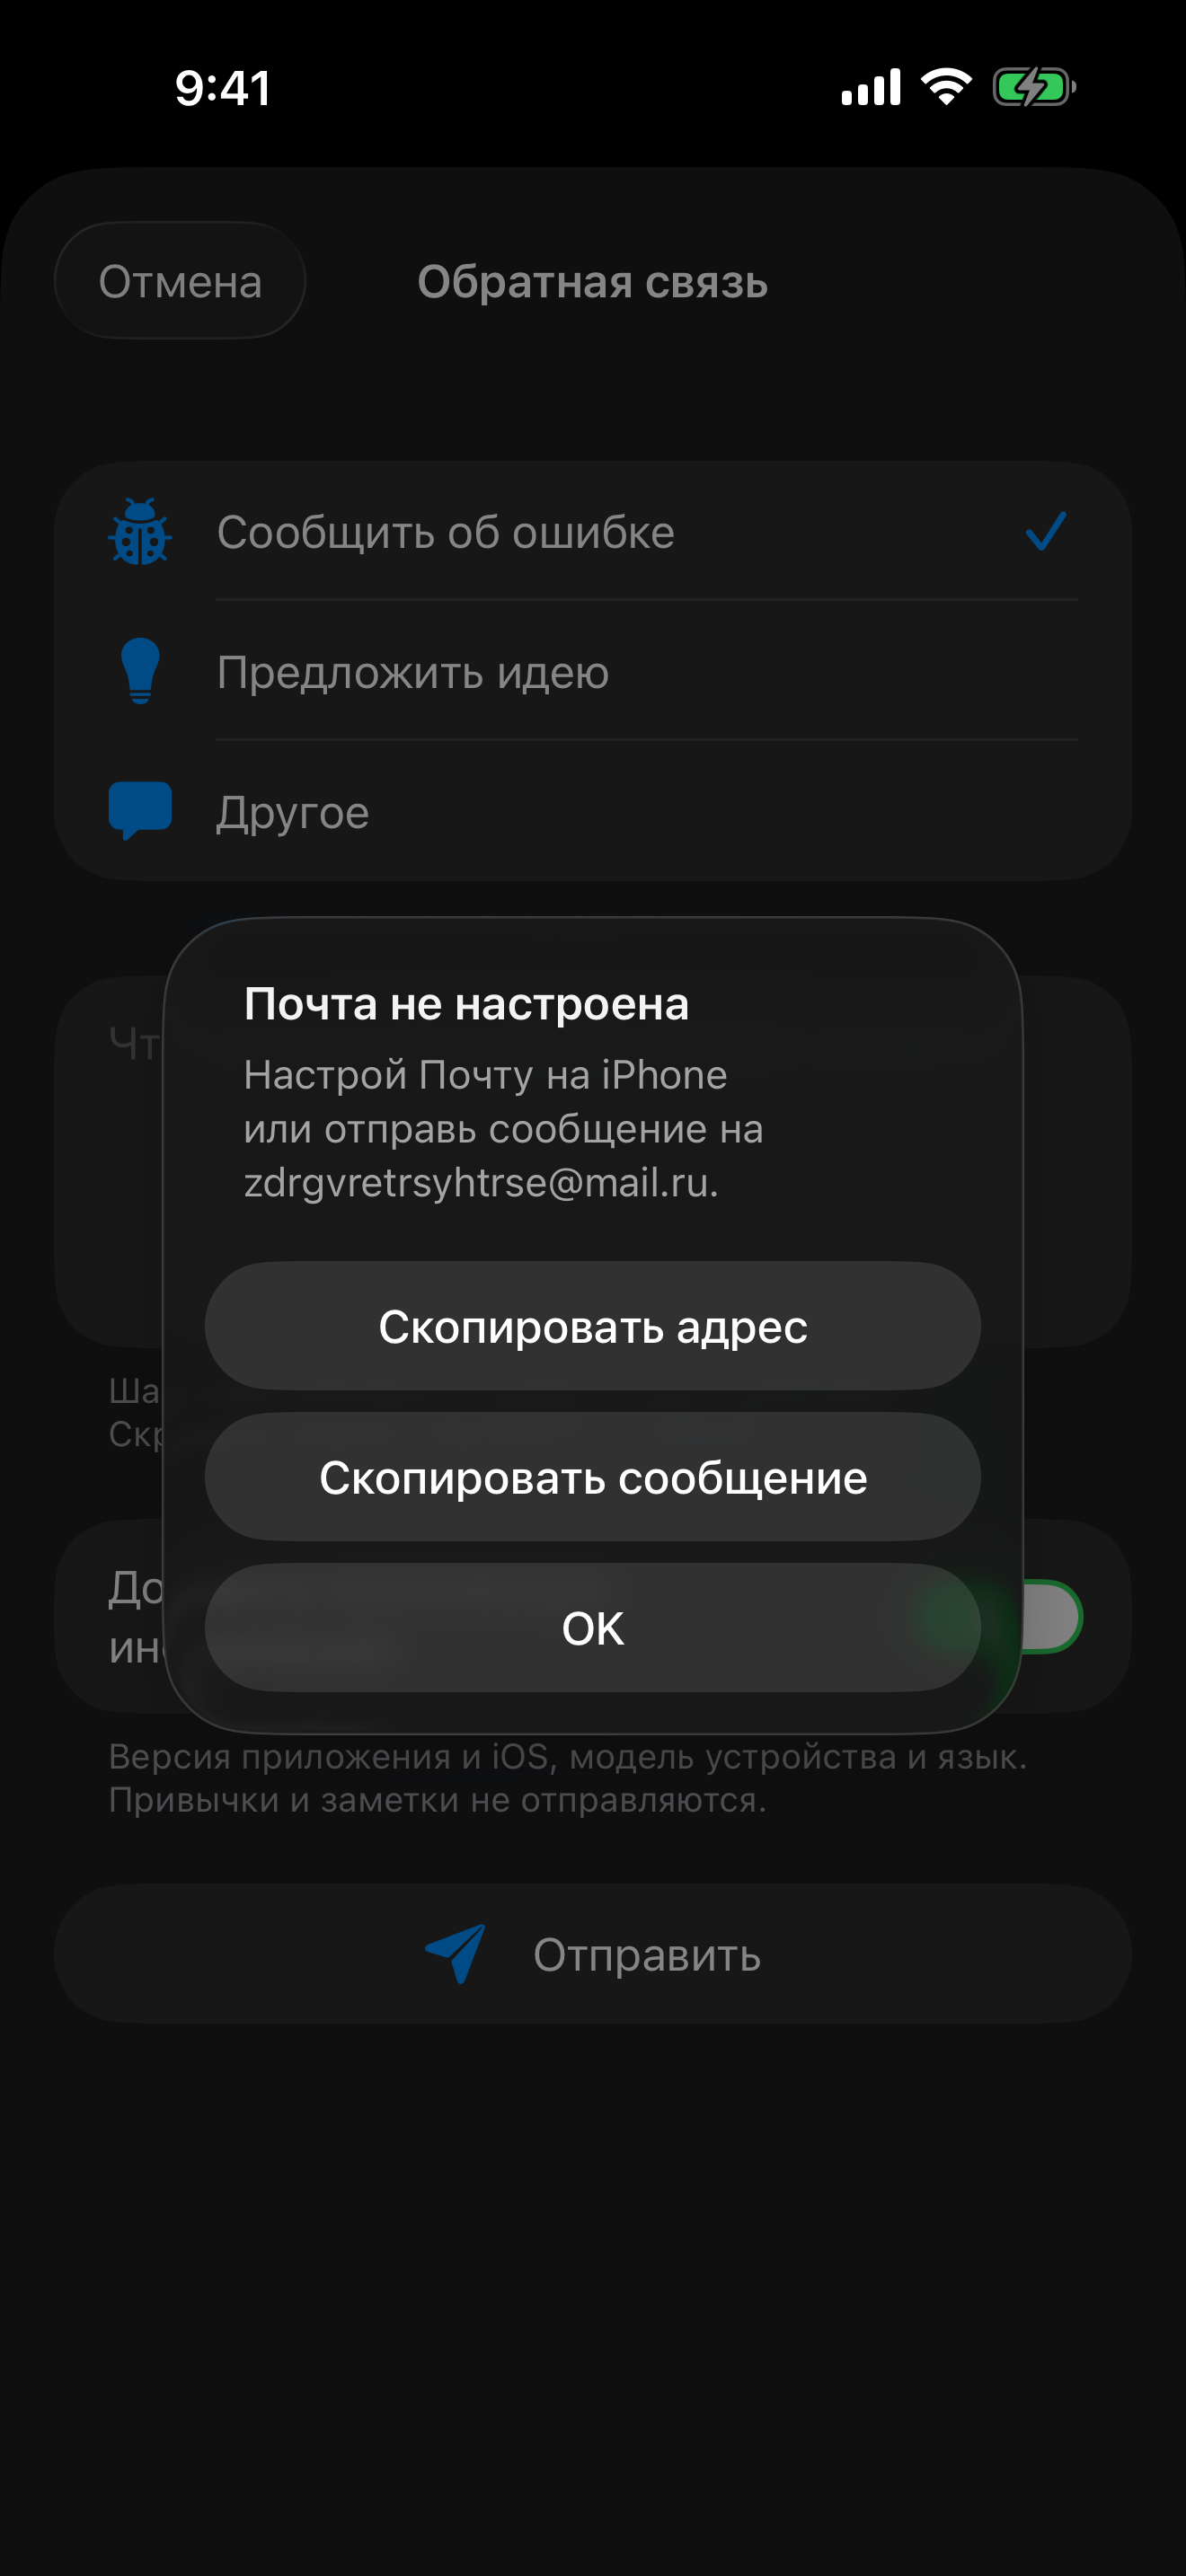 9:41
Отмена
Обратная связь
Сообщить об ошибке
Предложить идею
Другое
Почта не настроена
Настрой Почту на iPhone
или отправь сообщение на
zdrgvretrsyhtrse@mail.ru.
Скопировать адрес
Скопировать сообщение
OK
Версия приложения и iOS, модель устройства и язык.
Привычки и заметки не отправляются.
Отправить